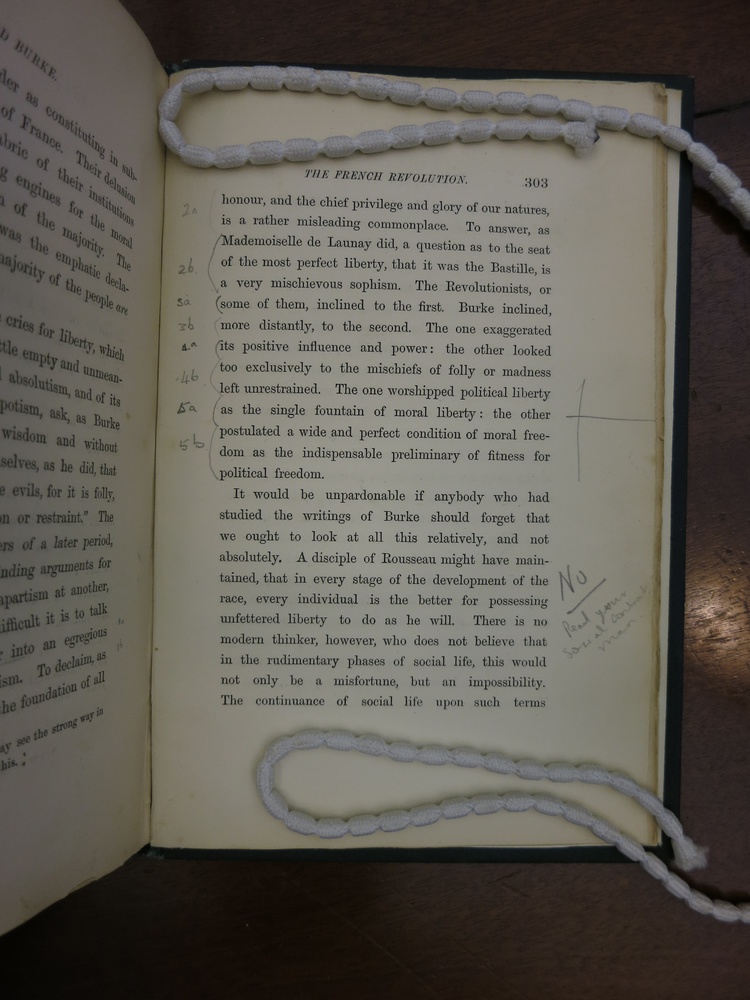 D BURKE.
der as constituting in sub-
of France. Their delusion
abric of their institutions
g engines for the moral
n of the majority. The
was the emphatic decla-
majority of the people are
cries for liberty, which
ttle empty and unmean-
absolutism, and of its
potism, ask, as Burke
wisdom and without
selves, as he did, that
e evils, for it is folly,
on or restraint." The
ers of a later period,
nding arguments for
apartism at another,
difficult it is to talk
into an egregious
ism. To declaim, as
the foundation of all
ay see the strong way in
his.
THE FRENCH REVOLUTION. 303
honour, and the chief privilege and glory of our natures,
is a rather misleading commonplace. To answer, as
Mademoiselle de Launay did, a question as to the seat
of the most perfect liberty, that it was the Bastille, is
a very mischievous sophism. The Revolutionists, or
some of them, inclined to the first. Burke inclined,
more distantly, to the second. The one exaggerated
its positive influence and power: the other looked
too exclusively to the mischiefs of folly or madness
left unrestrained. The one worshipped political liberty
as the single fountain of moral liberty: the other
postulated a wide and perfect condition of moral free-
dom as the indispensable preliminary of fitness for
political freedom.
It would be unpardonable if anybody who had
studied the writings of Burke should forget that
we ought to look at all this relatively, and not
absolutely. A disciple of Rousseau might have main-
tained, that in every stage of the development of the
race, every individual is the better for possessing
unfettered liberty to do as he will. There is no
modern thinker, however, who does not believe that
in the rudimentary phases of social life, this would
not only be a misfortune, but an impossibility.
The continuance of social life upon such terms
2a
2b
3a
3b
4a
4b
5a
5b
No
Read your
social contract
man